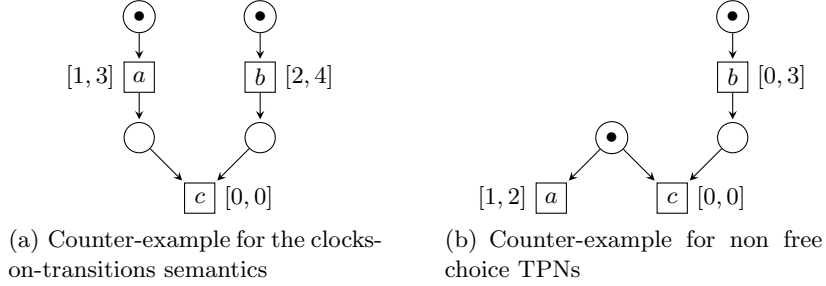 [1, 3] a b [2, 4]
b [0, 3]
c [0, 0]
[1, 2] a c [0, 0]
(a) Counter-example for the clocks-
on-transitions semantics
(b) Counter-example for non free
choice TPNs